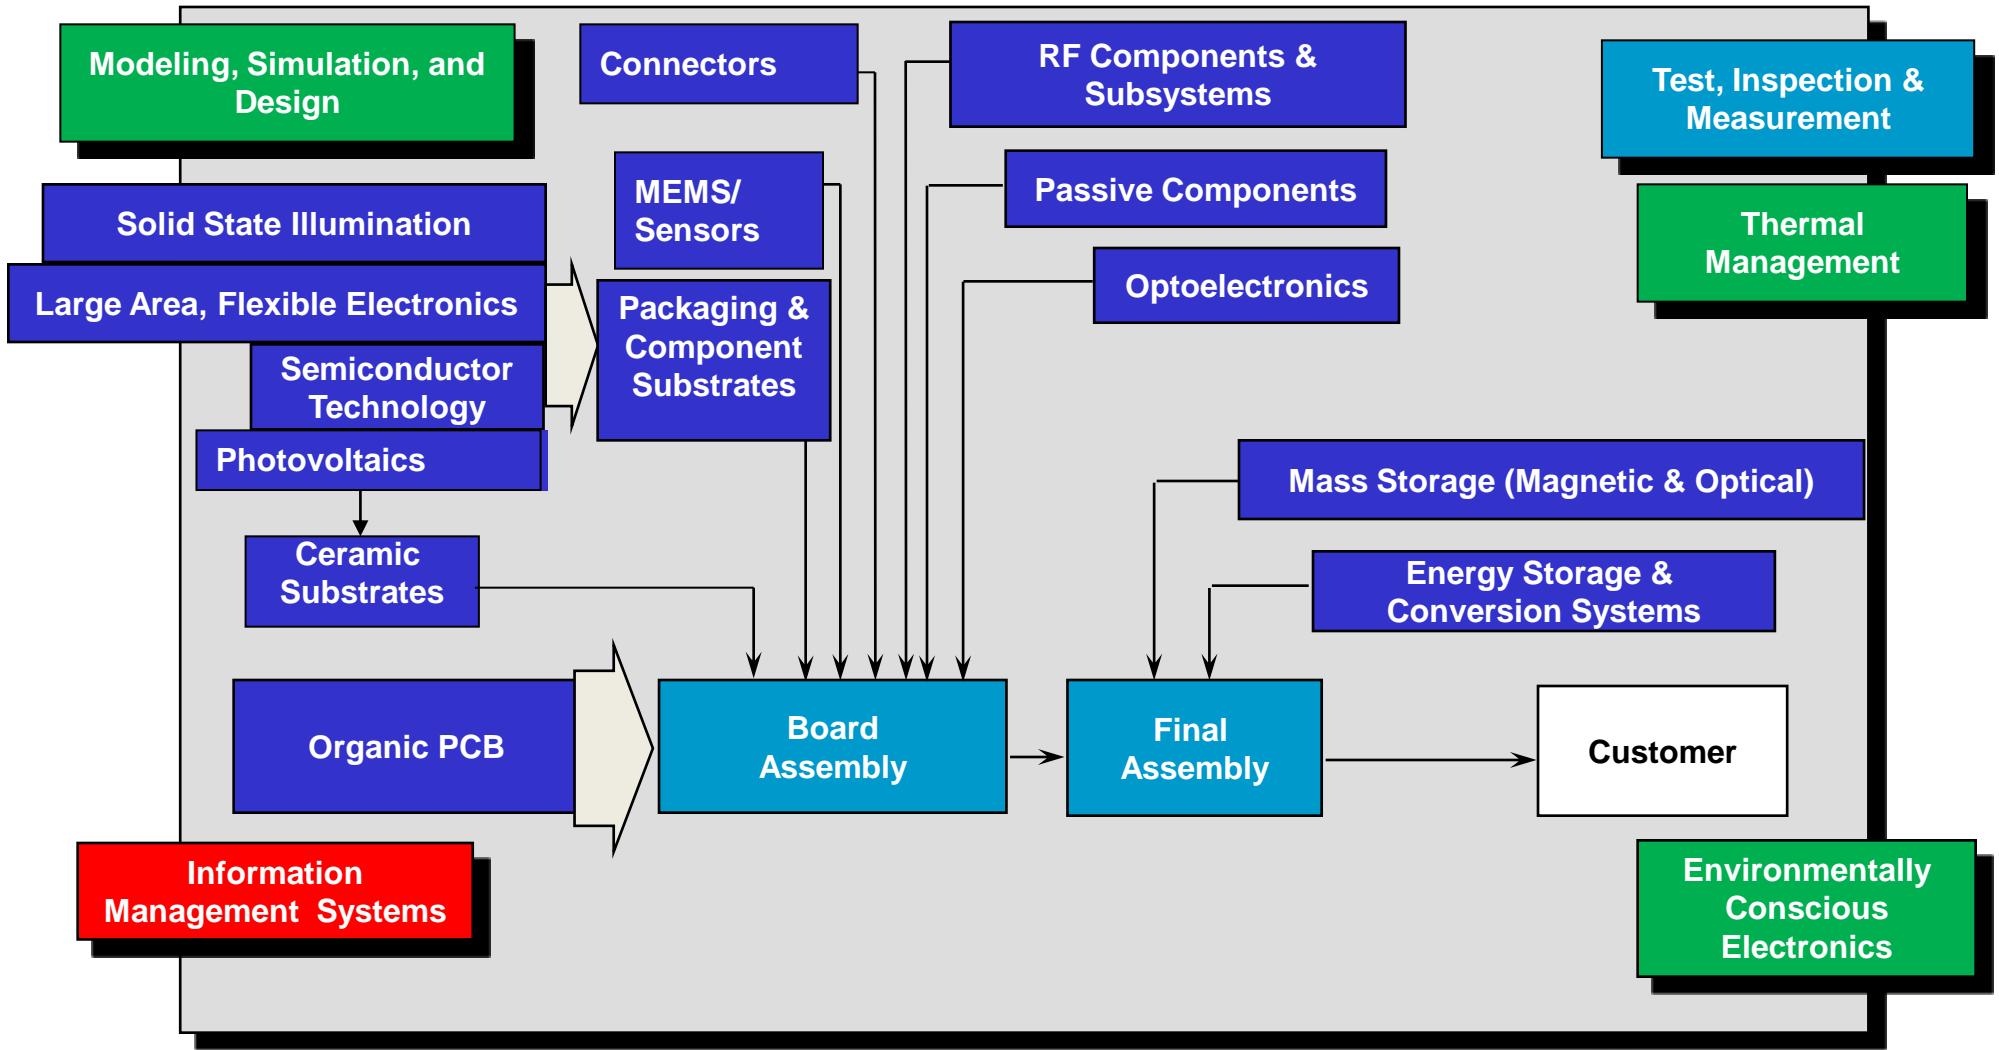 Modeling, Simulation, and
Design
Connectors
RF Components &
Subsystems
Test, Inspection &
Measurement
MEMS/
Sensors
Passive Components
Solid State Illumination
Thermal
Management
Large Area, Flexible Electronics
Packaging &
Component
Substrates
Optoelectronics
Semiconductor
Technology
Photovoltaics
Mass Storage (Magnetic & Optical)
Ceramic
Substrates
Energy Storage &
Conversion Systems
Organic PCB
Board
Assembly
Final
Assembly
Customer
Information
Management  Systems
Environmentally
Conscious
Electronics